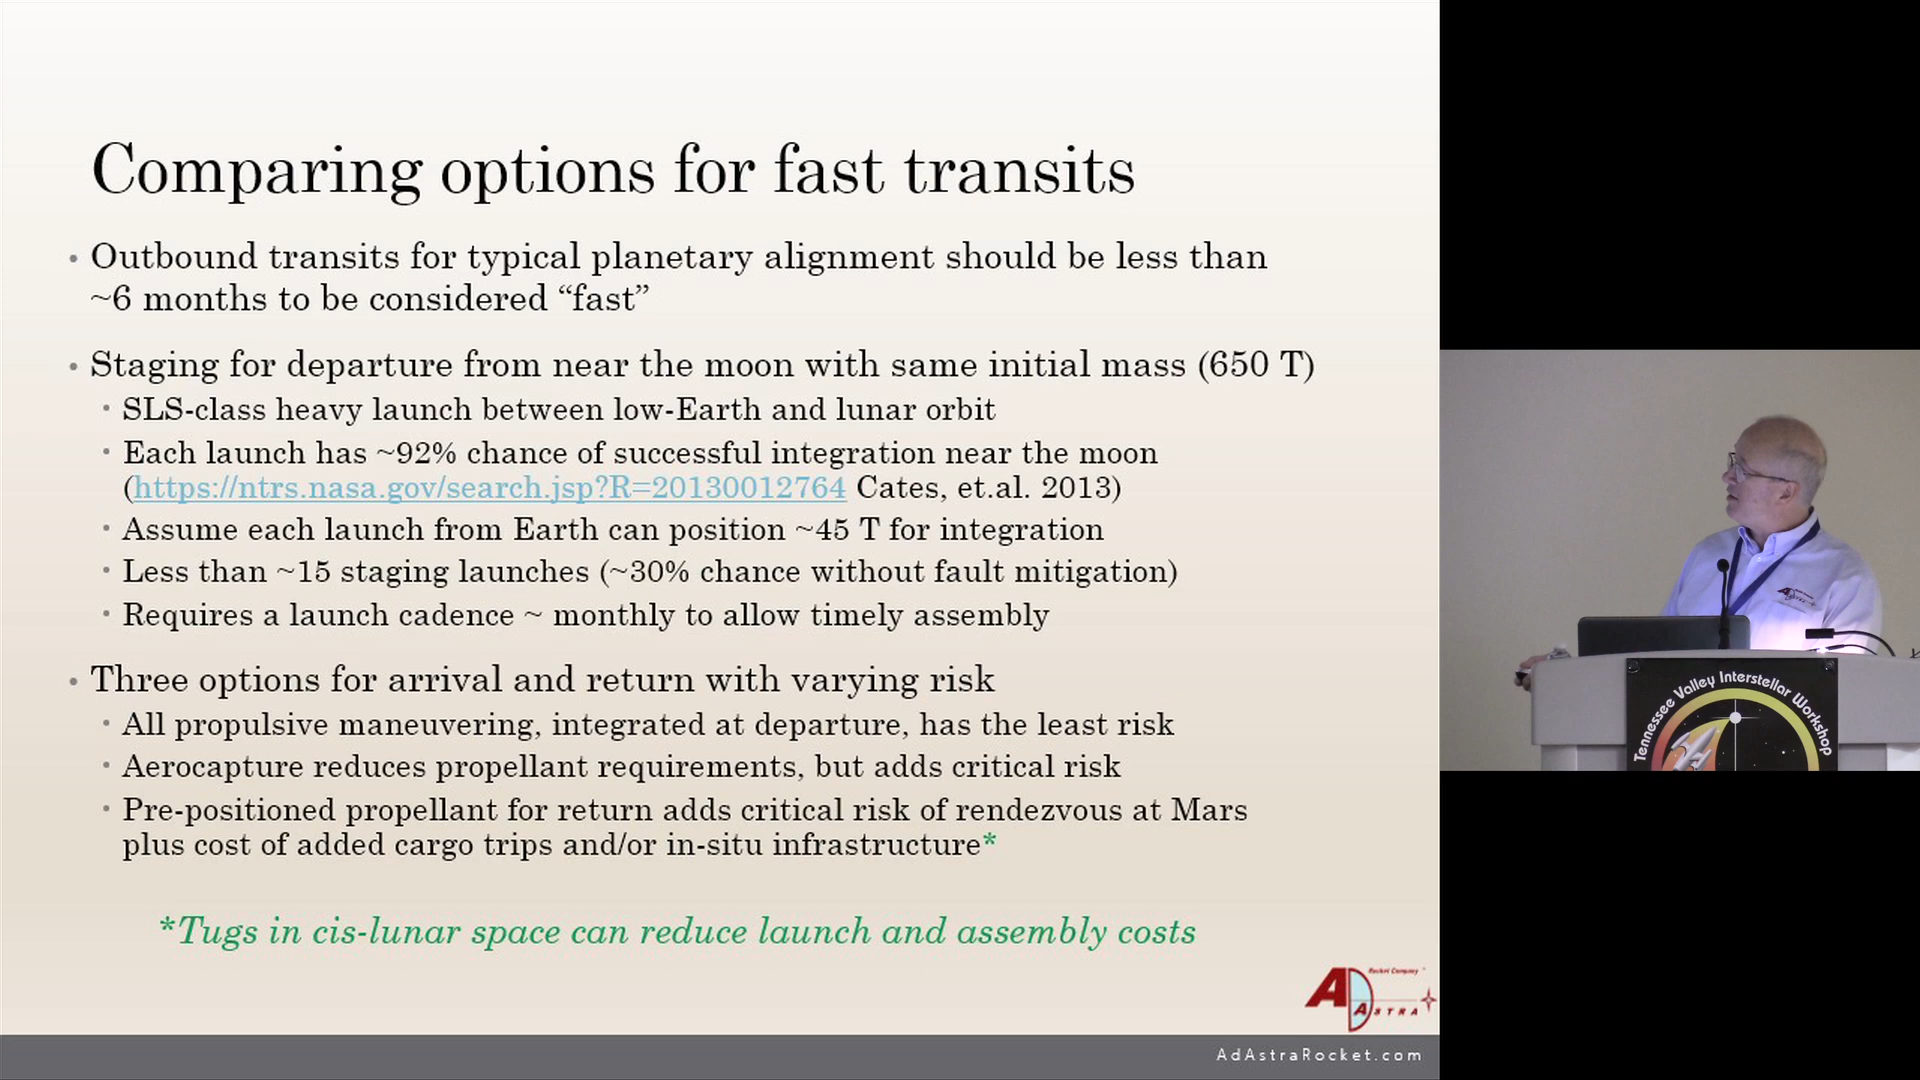 Comparing options for fast transits
• Outbound transits for typical planetary alignment should be less than
~6 months to be considered “fast”
• Staging for departure from near the moon with same initial mass (650 T)
• SLS-class heavy launch between low-Earth and lunar orbit
• Each launch has ~92% chance of successful integration near the moon
(https://ntrs.nasa.gov/search.jsp?R=20130012764 Cates, et.al. 2013)
• Assume each launch from Earth can position ~45 T for integration
• Less than ~15 staging launches (~30% chance without fault mitigation)
• Requires a launch cadence ~ monthly to allow timely assembly
• Three options for arrival and return with varying risk
• All propulsive maneuvering, integrated at departure, has the least risk
• Aerocapture reduces propellant requirements, but adds critical risk
• Pre-positioned propellant for return adds critical risk of rendezvous at Mars
plus cost of added cargo trips and/or in-situ infrastructure*
*Tugs in cis-lunar space can reduce launch and assembly costs
Rocket Company
AD ASTRA
AdAstraRocket.com
Tennessee Valley Interstellar Workshop